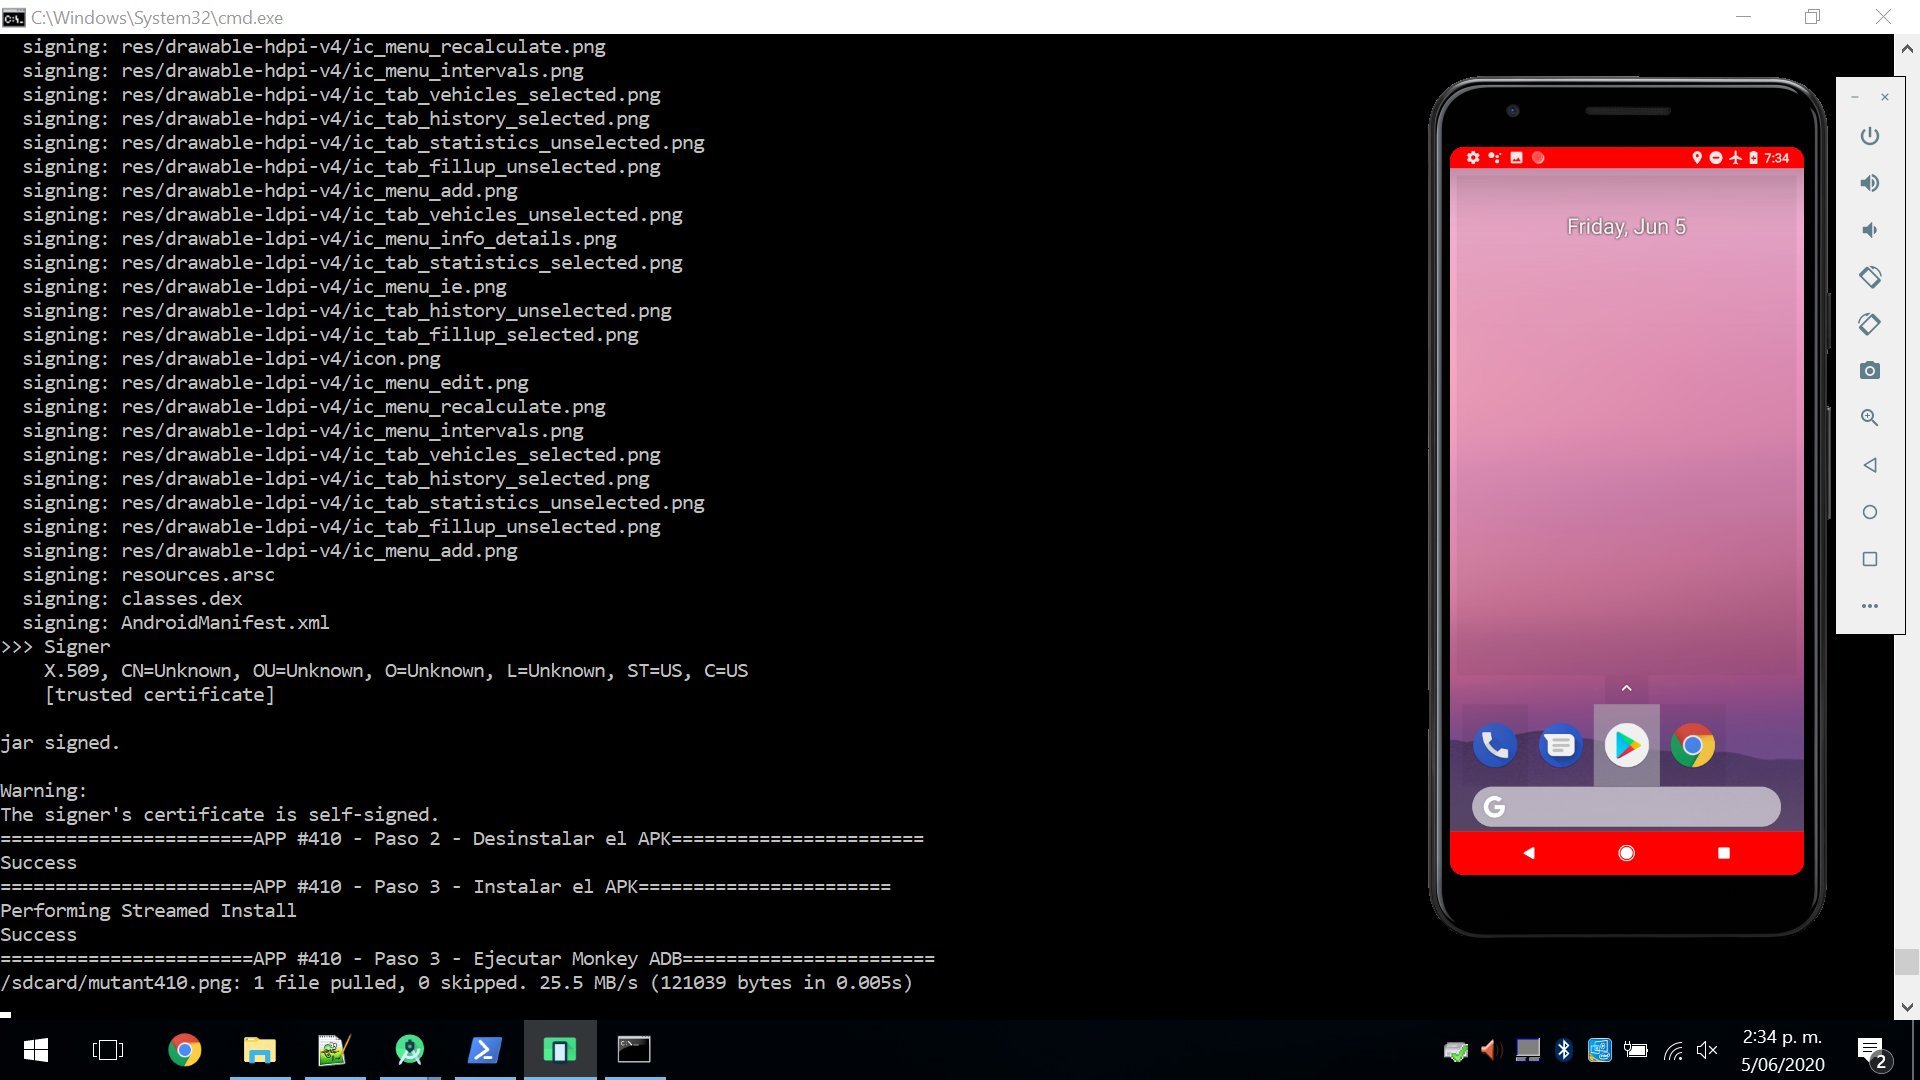 C:\Windows\System32\cmd.exe
signing: res/drawable-hdpi-v4/ic_menu_recalculate.png
signing: res/drawable-hdpi-v4/ic_menu_intervals.png
signing: res/drawable-hdpi-v4/ic_tab_vehicles_selected.png
signing: res/drawable-hdpi-v4/ic_tab_history_selected.png
signing: res/drawable-hdpi-v4/ic_tab_statistics_unselected.png
signing: res/drawable-hdpi-v4/ic_tab_fillup_unselected.png
signing: res/drawable-hdpi-v4/ic_menu_add.png
signing: res/drawable-ldpi-v4/ic_tab_vehicles_unselected.png
signing: res/drawable-ldpi-v4/ic_menu_info_details.png
signing: res/drawable-ldpi-v4/ic_tab_statistics_selected.png
signing: res/drawable-ldpi-v4/ic_menu_ie.png
signing: res/drawable-ldpi-v4/ic_tab_history_unselected.png
signing: res/drawable-ldpi-v4/ic_tab_fillup_selected.png
signing: res/drawable-ldpi-v4/icon.png
signing: res/drawable-ldpi-v4/ic_menu_edit.png
signing: res/drawable-ldpi-v4/ic_menu_recalculate.png
signing: res/drawable-ldpi-v4/ic_menu_intervals.png
signing: res/drawable-ldpi-v4/ic_tab_vehicles_selected.png
signing: res/drawable-ldpi-v4/ic_tab_history_selected.png
signing: res/drawable-ldpi-v4/ic_tab_statistics_unselected.png
signing: res/drawable-ldpi-v4/ic_tab_fillup_unselected.png
signing: res/drawable-ldpi-v4/ic_menu_add.png
signing: resources.arsc
signing: classes.dex
signing: AndroidManifest.xml
>>> Signer
X.509, CN=Unknown, OU=Unknown, O=Unknown, L=Unknown, ST=US, C=US
[trusted certificate]
jar signed.
Warning:
The signer's certificate is self-signed.
=======================APP #410 - Paso 2 - Desinstalar el APK=======================
Success
=======================APP #410 - Paso 3 - Instalar el APK=======================
Performing Streamed Install
Success
=======================APP #410 - Paso 3 - Ejecutar Monkey ADB=======================
/sdcard/mutant410.png: 1 file pulled, 0 skipped. 25.5 MB/s (121039 bytes in 0.005s)
7:34
Friday, Jun 5
G
2:34 p. m.
5/06/2020
2